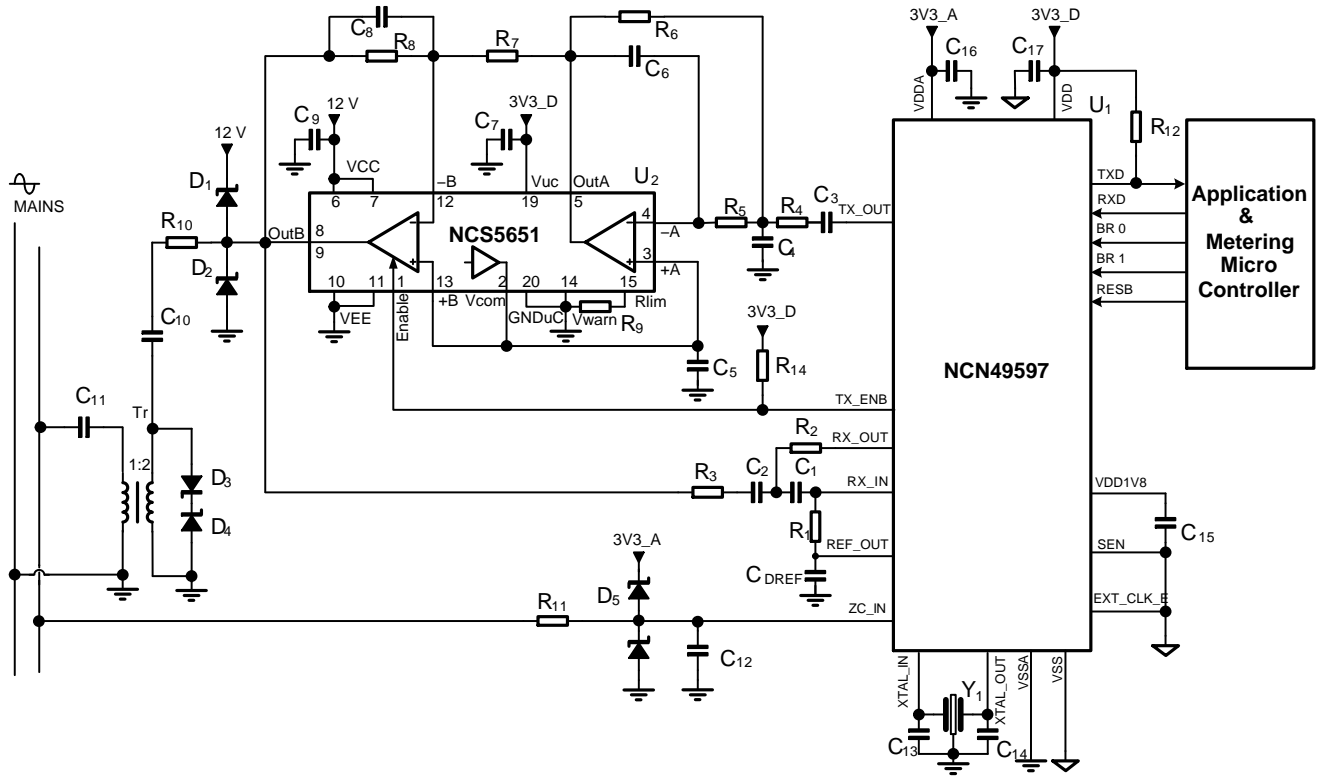 3V3_A
3V3_D
C8
R6
R8
R7
C6
C16
C17
VDDA
VDD
U1
R12
12 V
C9
3V3_D
C7
12 V
VCC
–B
Vuc
OutA
U2
6
7
12
19
5
MAINS
D1
R10
OutB
8
9
D2
NCS5651
4
–A
3
+A
R5
R4
C3
TX_OUT
C4
TXD
RXD
BR 0
BR 1
RESB
Application
&
Metering
Micro
Controller
10
11
1
13
2
20
14
15
VEE
Enable
+B
Vcom
GNDuC
Vwarn
Rlim
R9
C10
3V3_D
C5
R14
NCN49597
C11
Tr
TX_ENB
R2
RX_OUT
1:2
D3
D4
R3
C2
C1
RX_IN
VDD1V8
R1
REF_OUT
C15
SEN
3V3_A
CDREF
D5
R11
ZC_IN
EXT_CLK_E
C12
XTAL_IN
Y1
XTAL_OUT
VSSA
VSS
C13
C14